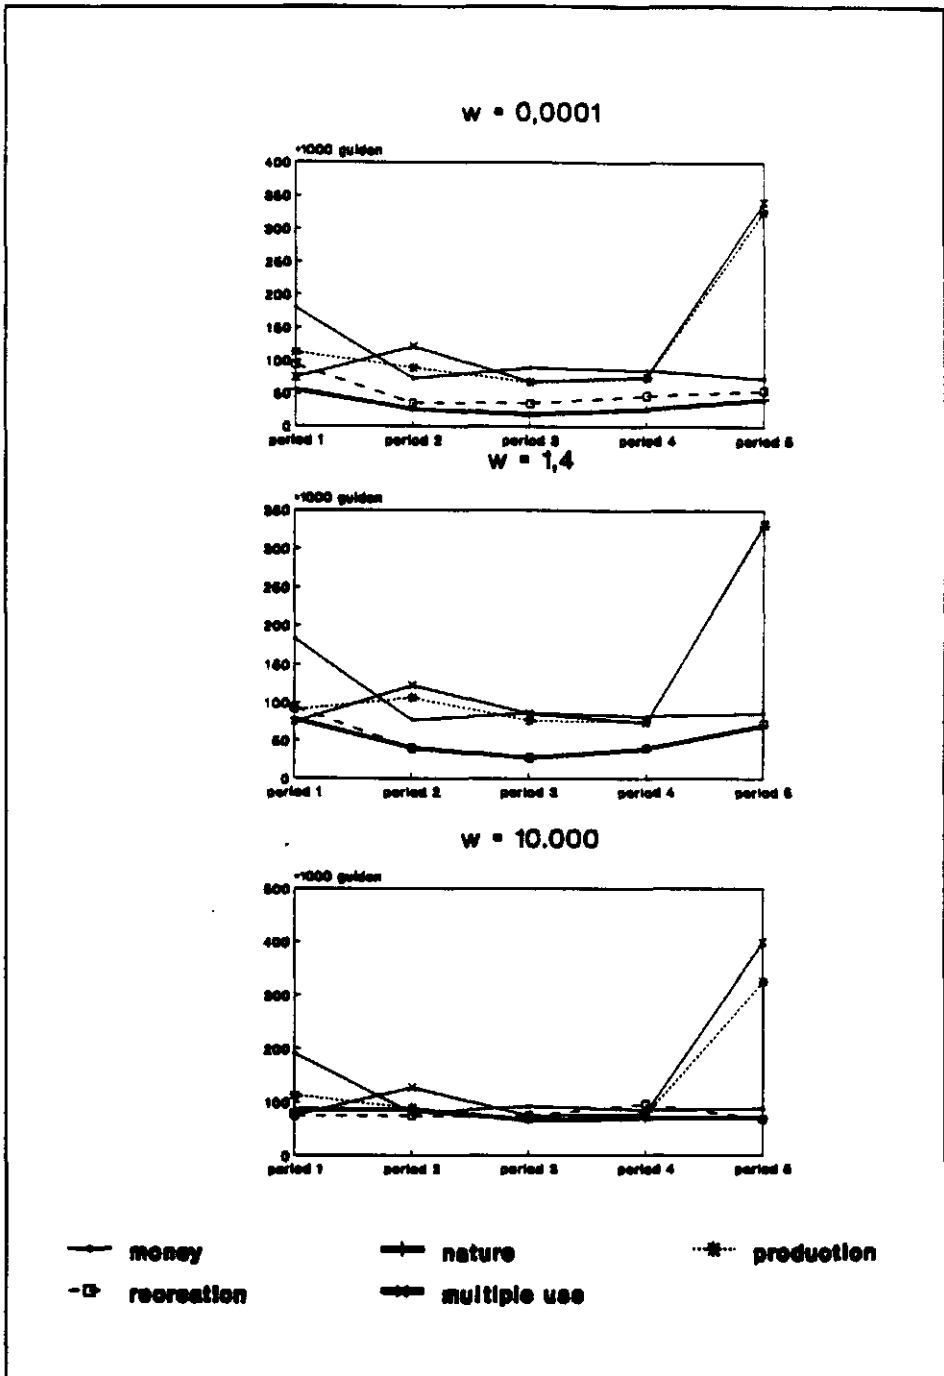 w = 0,0001
*1000 gulden
400
350
300
250
200
150
100
50
0
period 1 period 2 period 3 period 4 period 5
w = 1,4
*1000 gulden
350
300
250
200
150
100
50
0
period 1 period 2 period 3 period 4 period 5
w = 10.000
*1000 gulden
500
400
300
200
100
0
period 1 period 2 period 3 period 4 period 5
money nature production
recreation multiple use